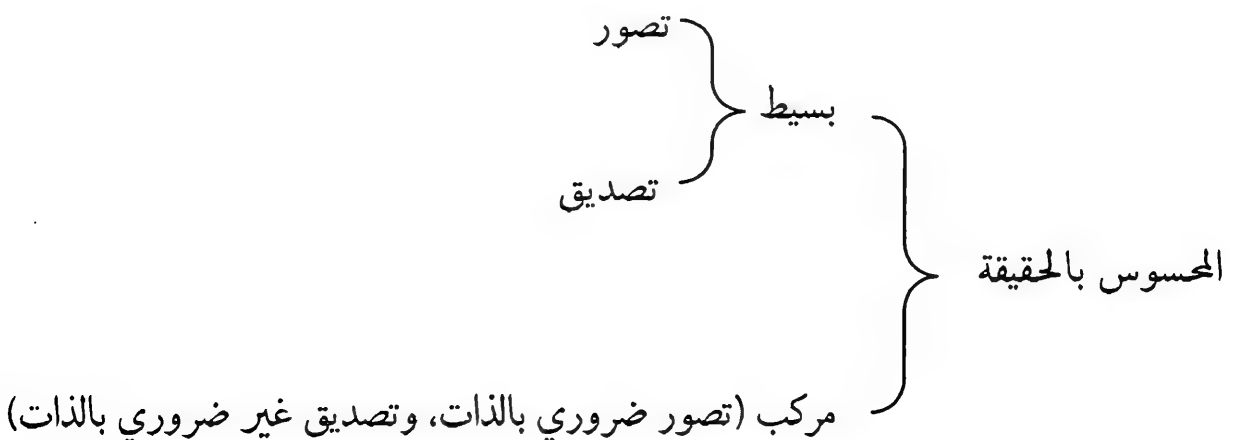 تصور
بسيط
تصديق
المحسوس بالحقيقة
مركب (تصور ضروري بالذات، وتصديق غير ضروري بالذات)